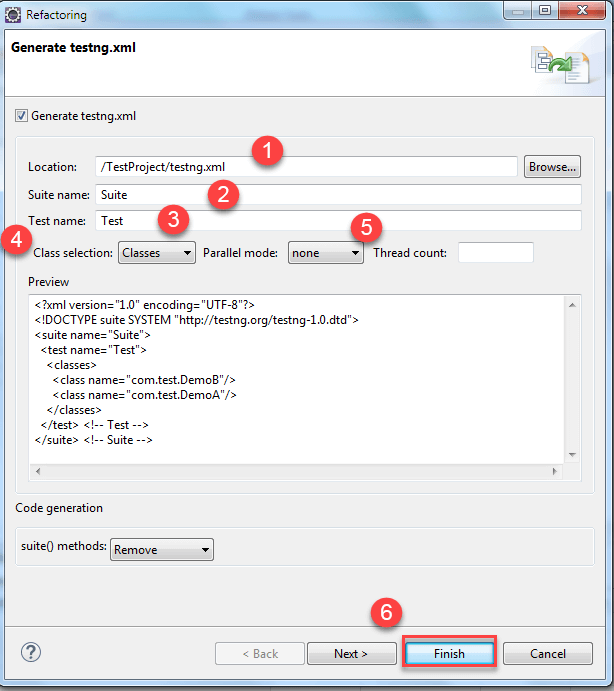 Refactoring
Generate testng.xml
Generate testng.xml
1
Location: /TestProject/testng.xml Browse...
Suite name: Suite 2
Test name: Test 3
4 Class selection: Classes Parallel mode: none 5 Thread count:
Preview
<?xml version="1.0" encoding="UTF-8"?>
<!DOCTYPE suite SYSTEM "http://testng.org/testng-1.0.dtd">
<suite name="Suite">
  <test name="Test">
    <classes>
      <class name="com.test.DemoB"/>
      <class name="com.test.DemoA"/>
    </classes>
  </test> <!-- Test -->
</suite> <!-- Suite -->
Code generation
suite() methods: Remove
6
? < Back Next > Finish Cancel